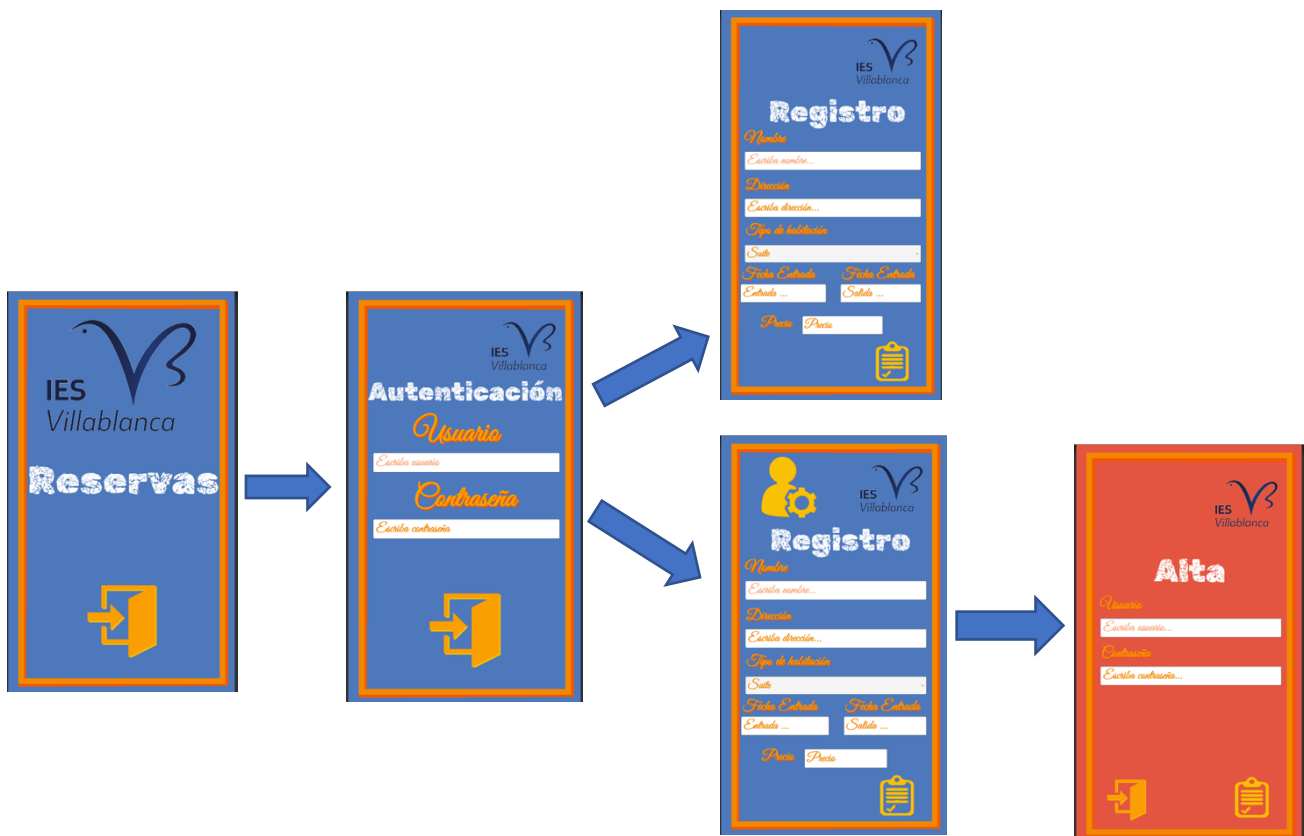 IES
Villablanca
Reservas
IES
Villablanca
Autenticación
Usuario
Escriba usuario
Contraseña
Escriba contraseña
IES
Villablanca
Registro
Nombre
Escriba nombre...
Dirección
Escriba dirección...
Tipo de habitación
Suite
Fecha Entrada Fecha Entrada
Entrada ... Salida ...
Precio Precio
IES
Villablanca
Registro
Nombre
Escriba nombre...
Dirección
Escriba dirección...
Tipo de habitación
Suite
Fecha Entrada Fecha Entrada
Entrada ... Salida ...
Precio Precio
IES
Villablanca
Alta
Usuario
Escriba usuario...
Contraseña
Escriba contraseña...